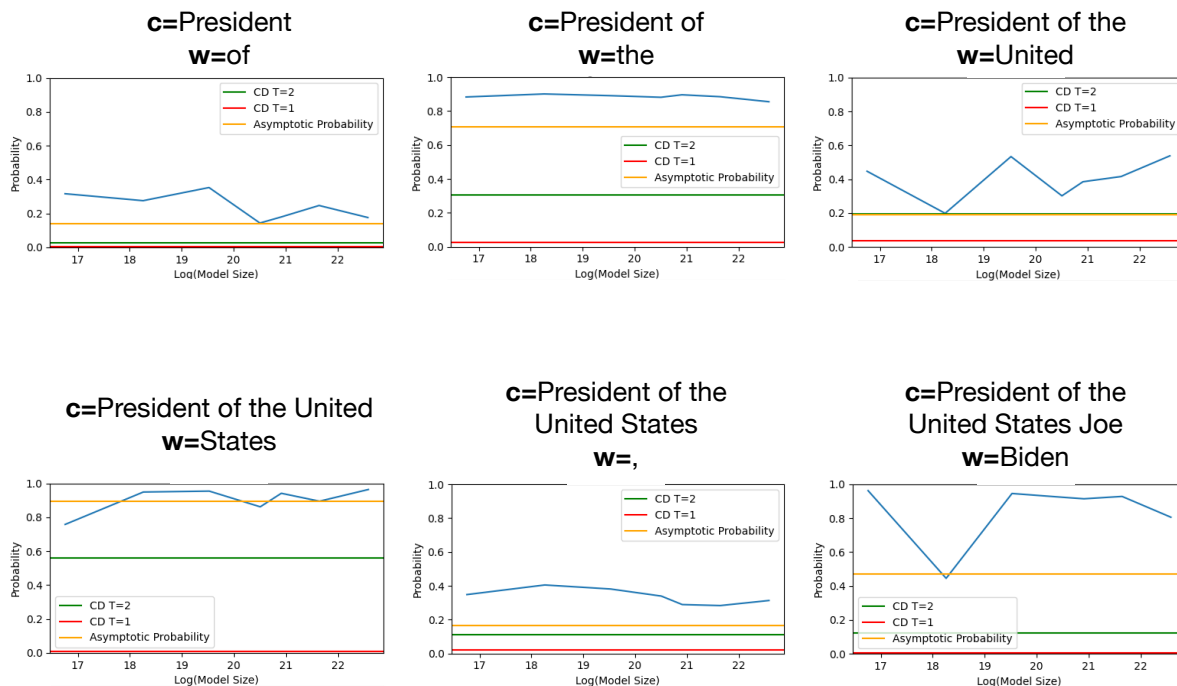 c=President
w=of
1.0
0.8
0.6
0.4
0.2
0.0
Probability
CD T=2
CD T=1
Asymptotic Probability
17 18 19 20 21 22
Log(Model Size)
c=President of
w=the
1.0
0.8
0.6
0.4
0.2
0.0
Probability
CD T=2
CD T=1
Asymptotic Probability
17 18 19 20 21 22
Log(Model Size)
c=President of the
w=United
1.0
0.8
0.6
0.4
0.2
0.0
Probability
CD T=2
CD T=1
Asymptotic Probability
17 18 19 20 21 22
Log(Model Size)
c=President of the United
w=States
1.0
0.8
0.6
0.4
0.2
0.0
Probability
CD T=2
CD T=1
Asymptotic Probability
17 18 19 20 21 22
Log(Model Size)
c=President of the
United States
w=,
1.0
0.8
0.6
0.4
0.2
0.0
Probability
CD T=2
CD T=1
Asymptotic Probability
17 18 19 20 21 22
Log(Model Size)
c=President of the
United States Joe
w=Biden
1.0
0.8
0.6
0.4
0.2
0.0
Probability
CD T=2
CD T=1
Asymptotic Probability
17 18 19 20 21 22
Log(Model Size)